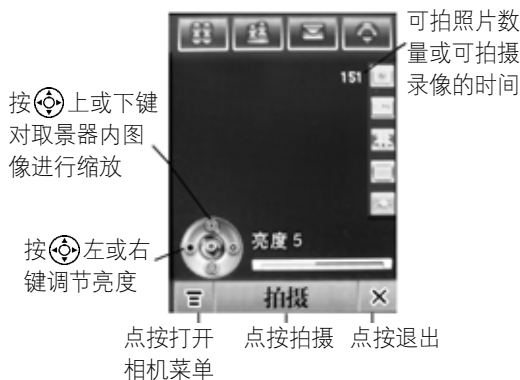 可拍照片数
量或可拍摄
录像的时间
151
按上或下键
对取景器内图
像进行缩放
按左或右
键调节亮度
亮度 5
拍摄
点按打开
相机菜单
点按拍摄
点按退出